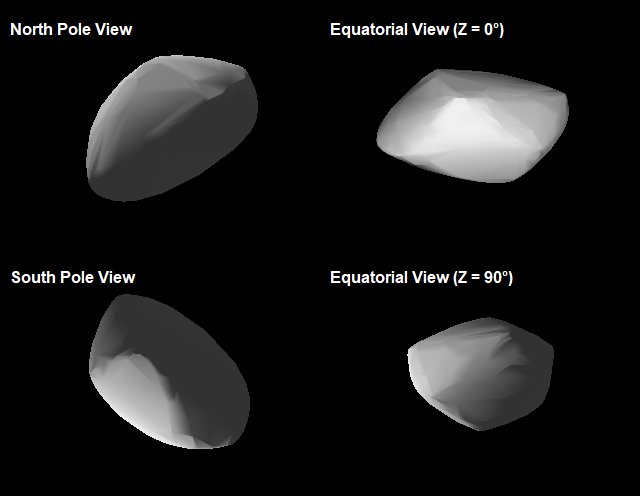 North Pole View
Equatorial View (Z = 0°)
South Pole View
Equatorial View (Z = 90°)